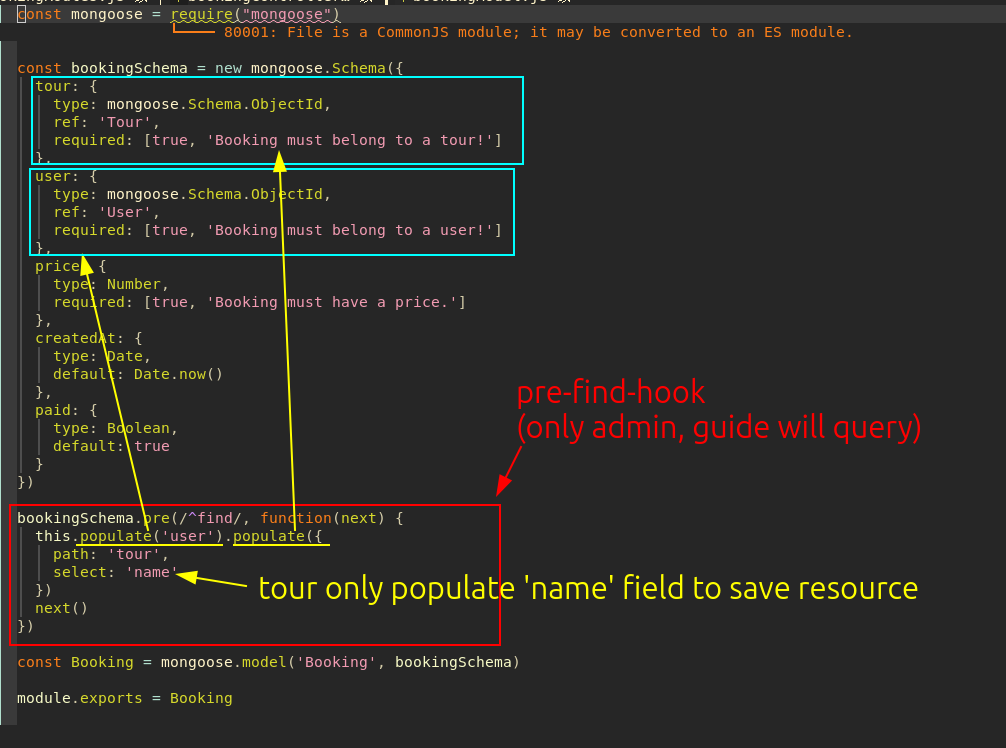 const mongoose = require("mongoose")
80001: File is a CommonJS module; it may be converted to an ES module.
const bookingSchema = new mongoose.Schema({
tour: {
type: mongoose.Schema.ObjectId,
ref: 'Tour',
required: [true, 'Booking must belong to a tour!']
},
user: {
type: mongoose.Schema.ObjectId,
ref: 'User',
required: [true, 'Booking must belong to a user!']
},
price: {
type: Number,
required: [true, 'Booking must have a price.']
},
createdAt: {
type: Date,
default: Date.now()
},
paid: {
type: Boolean,
default: true
}
})
pre-find-hook
(only admin, guide will query)
bookingSchema.pre(/^find/, function(next) {
this.populate('user').populate({
path: 'tour',
select: 'name'
tour only populate 'name' field to save resource
})
next()
})
const Booking = mongoose.model('Booking', bookingSchema)
module.exports = Booking